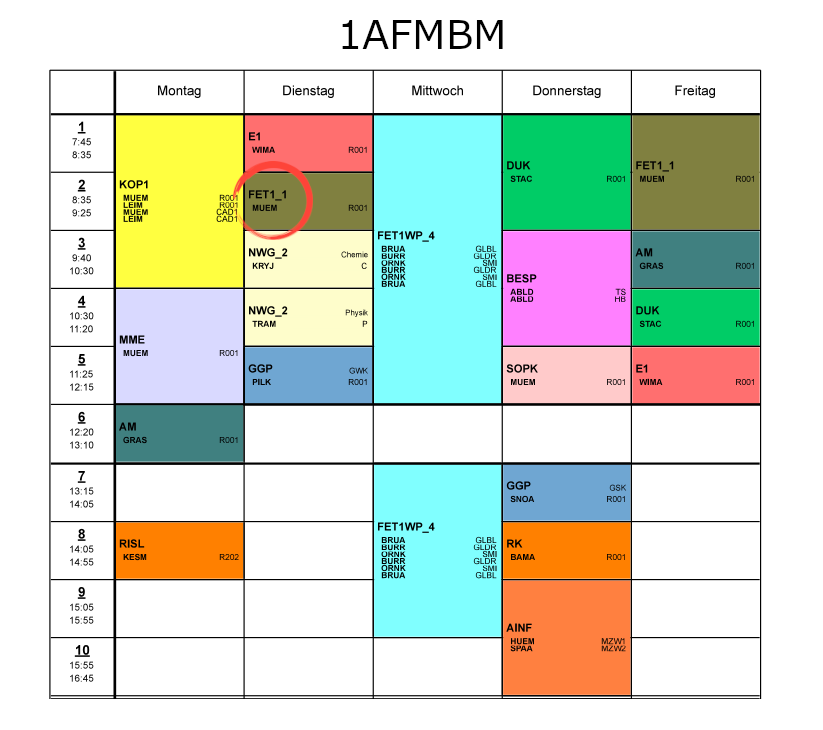 1AFMBM
Montag Dienstag Mittwoch Donnerstag Freitag
1
7:45
8:35
2
8:35
9:25
3
9:40
10:30
4
10:30
11:20
5
11:25
12:15
6
12:20
13:10
7
13:15
14:05
8
14:05
14:55
9
15:05
15:55
10
15:55
16:45
KOP1
MUEM R001
LEIM R001
MUEM CAD1
LEIM CAD1
MME
MUEM R001
AM
GRAS R001
RISL
KESM R202
E1
WIMA R001
FET1_1
MUEM R001
NWG_2 Chemie
KRYJ C
NWG_2 Physik
TRAM P
GGP GWK
PILK R001
FET1WP_4
BRUA GLBL
BURR GLDR
ORNK SMI
BURR GLDR
ORNK SMI
BRUA GLBL
FET1WP_4
BRUA GLBL
BURR GLDR
ORNK SMI
BURR GLDR
ORNK SMI
BRUA GLBL
DUK
STAC R001
BESP
ABLD TS
ABLD HB
SOPK
MUEM R001
GGP GSK
SNOA R001
RK
BAMA R001
AINF
HUEM MZW1
SPAA MZW2
FET1_1
MUEM R001
AM
GRAS R001
DUK
STAC R001
E1
WIMA R001